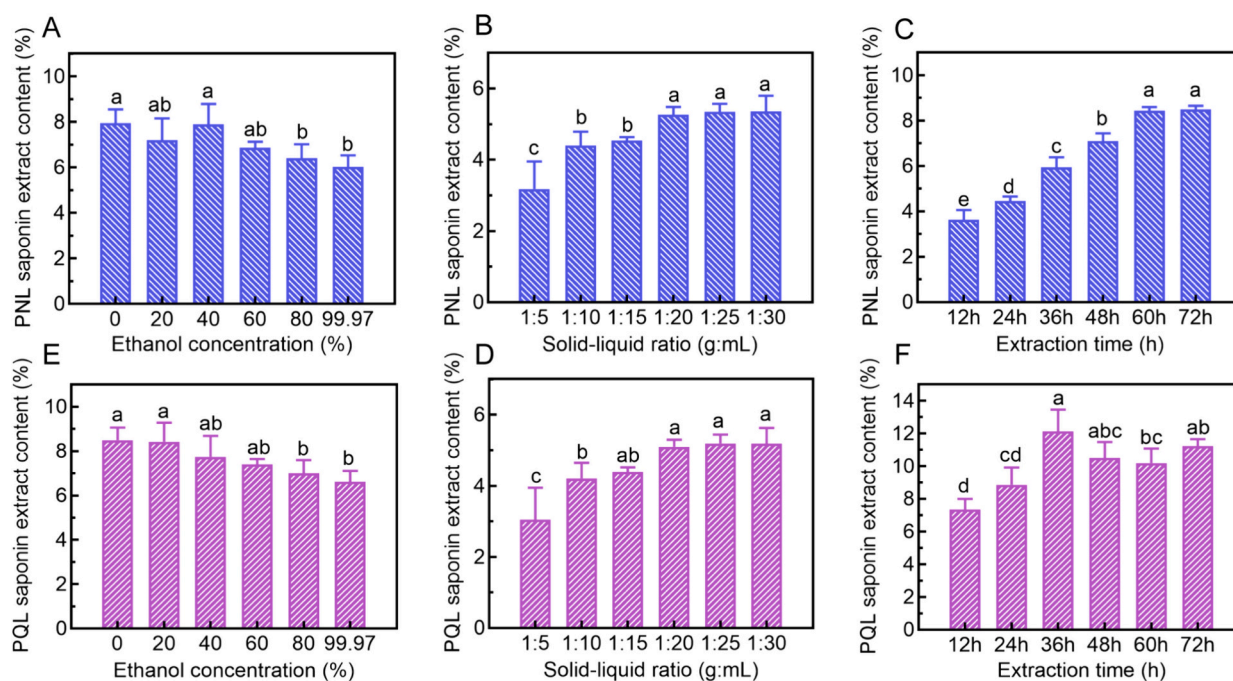 A
PNL saponin extract content (%)
10
8
6
4
2
0
a
ab
a
ab
b
b
0 20 40 60 80 99.97
Ethanol concentration (%)
B
PNL saponin extract content (%)
6
4
2
0
c
b
b
a
a
a
1:5 1:10 1:15 1:20 1:25 1:30
Solid-liquid ratio (g:mL)
C
PNL saponin extract content (%)
10
8
6
4
2
0
e
d
c
b
a
a
12h 24h 36h 48h 60h 72h
Extraction time (h)
E
PQL saponin extract content (%)
10
8
6
4
2
0
a
a
ab
ab
b
b
0 20 40 60 80 99.97
Ethanol concentration (%)
D
PQL saponin extract content (%)
6
4
2
0
c
b
ab
a
a
a
1:5 1:10 1:15 1:20 1:25 1:30
Solid-liquid ratio (g:mL)
F
PQL saponin extract content (%)
14
12
10
8
6
4
2
0
d
cd
a
abc
bc
ab
12h 24h 36h 48h 60h 72h
Extraction time (h)